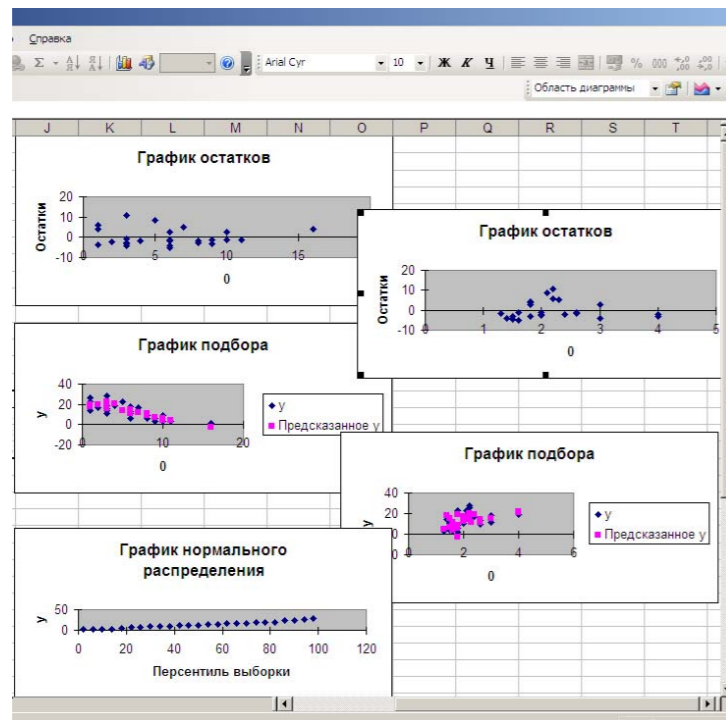 Справка
Σ
Arial Cyr
10
Ж К Ч
% 000
Область диаграммы
J K L M N O P Q R S T
График остатков
Остатки
20
10
0
-10
0 5 10 15
0
График остатков
Остатки
20
10
0
-10
0 1 2 3 4 5
0
График подбора
y
40
20
0
-20
0 10 20
0
y
Предсказанное y
График подбора
y
40
20
0
0 2 4 6
0
y
Предсказанное y
График нормального
распределения
y
50
0
0 20 40 60 80 100 120
Персентиль выборки